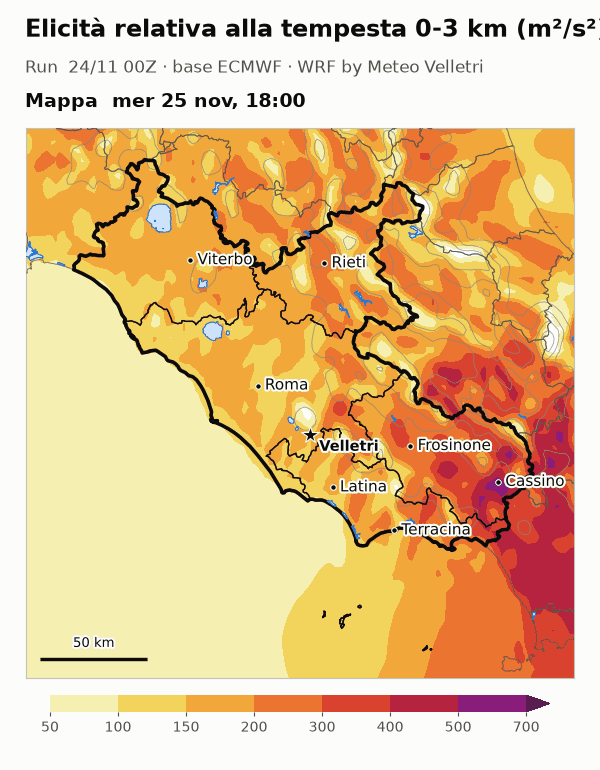 Elicità relativa alla tempesta 0-3 km (m²/s²)
Run 24/11 00Z · base ECMWF · WRF by Meteo Velletri
Mappa mer 25 nov, 18:00
Viterbo
Rieti
Roma
Velletri
Frosinone
Latina
Cassino
Terracina
50 km
50 100 150 200 300 400 500 700